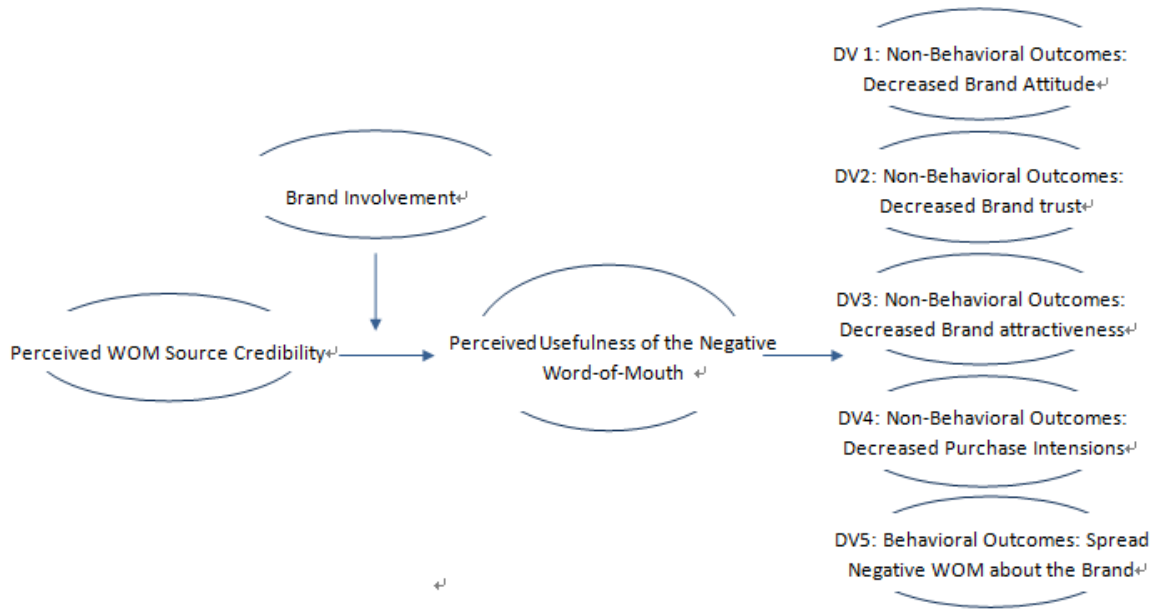 DV 1: Non-Behavioral Outcomes:
Decreased Brand Attitude↵
Brand Involvement↵
DV2: Non-Behavioral Outcomes:
Decreased Brand trust↵
Perceived WOM Source Credibility↵
Perceived Usefulness of the Negative
Word-of-Mouth ↵
DV3: Non-Behavioral Outcomes:
Decreased Brand attractiveness↵
DV4: Non-Behavioral Outcomes:
Decreased Purchase Intensions↵
DV5: Behavioral Outcomes: Spread
Negative WOM about the Brand↵
↵